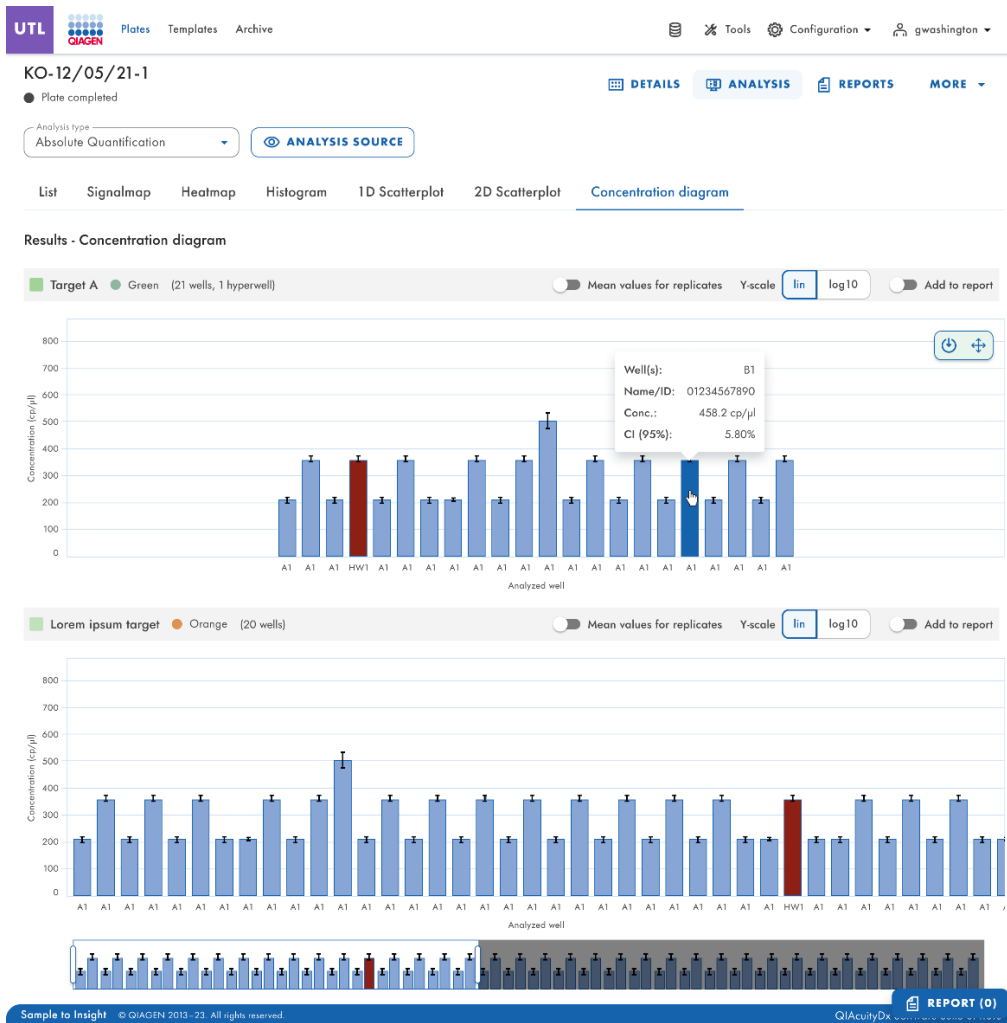 UTL
QIAGEN
Plates Templates Archive
Tools Configuration gwashington
KO-12/05/21-1
Plate completed
DETAILS ANALYSIS REPORTS MORE
Analysis type
Absolute Quantification
ANALYSIS SOURCE
List Signalmap Heatmap Histogram 1D Scatterplot 2D Scatterplot Concentration diagram
Results - Concentration diagram
Target A Green (21 wells, 1 hyperwell) Mean values for replicates Y-scale lin log10 Add to report
Concentration (cp/µl)
800
700
600
500
400
300
200
100
0
Well(s): B1
Name/ID: 01234567890
Conc.: 458.2 cp/µl
CI (95%): 5.80%
A1 A1 A1 HW1 A1 A1 A1 A1 A1 A1 A1 A1 A1 A1 A1 A1 A1 A1 A1 A1 A1 A1
Analyzed well
Lorem ipsum target Orange (20 wells) Mean values for replicates Y-scale lin log10 Add to report
Concentration (cp/µl)
800
700
600
500
400
300
200
100
0
A1 A1 A1 A1 A1 A1 A1 A1 A1 A1 A1 A1 A1 A1 A1 A1 A1 A1 A1 A1 A1 A1 A1 A1 A1 A1 A1 A1 A1 A1 HW1 A1 A1 A1 A1 A1 A1 A1 A1
Analyzed well
Sample to Insight © QIAGEN 2013-23. All rights reserved.
QIAcuityDx
REPORT (0)